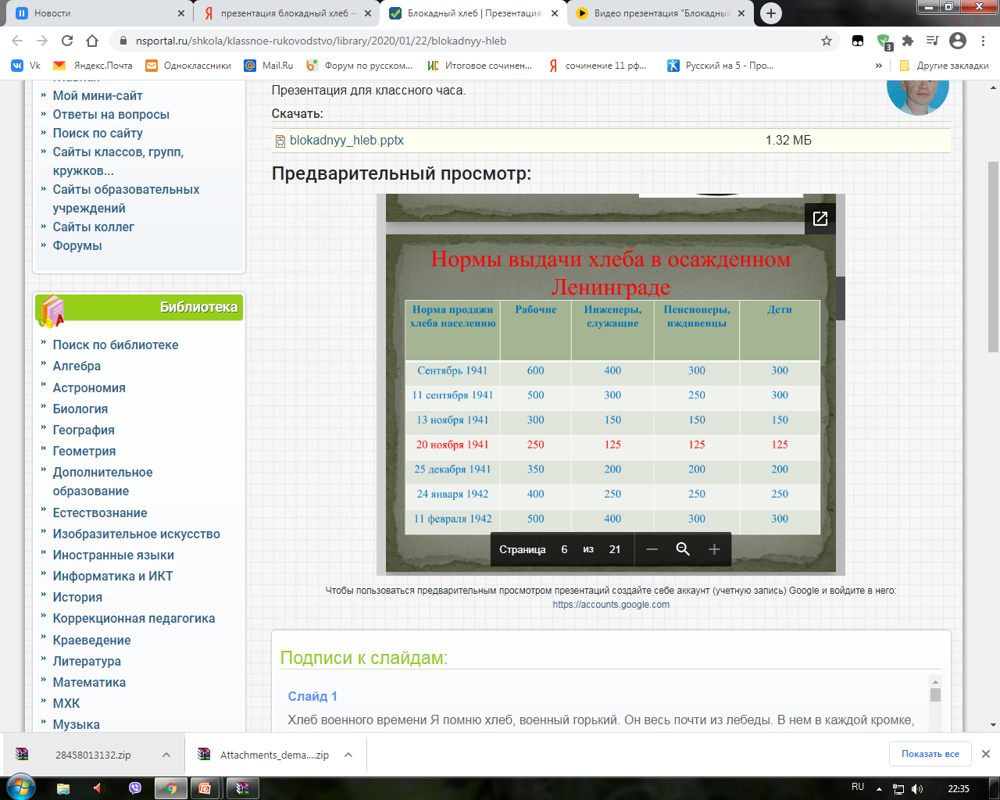 Новости
презентация блокадный хлеб –
Блокадный хлеб | Презентация
Видео презентация "Блокадный
nsportal.ru/shkola/klassnoe-rukovodstvo/library/2020/01/22/blokadnyy-hleb
3
Vk
Яндекс.Почта
Одноклассники
Mail.Ru
Форум по русском...
Итоговое сочинен...
сочинение 11 рф...
Русский на 5 - Про...
»
Другие закладки
Главная
Мой мини-сайт
Ответы на вопросы
Поиск по сайту
Сайты классов, групп,
кружков...
Сайты образовательных
учреждений
Сайты коллег
Форумы
Библиотека
Поиск по библиотеке
Алгебра
Астрономия
Биология
География
Геометрия
Дополнительное
образование
Естествознание
Изобразительное искусство
Иностранные языки
Информатика и ИКТ
История
Коррекционная педагогика
Краеведение
Литература
Математика
МХК
Музыка
Презентация для классного часа.
Скачать:
blokadnyy_hleb.pptx 1.32 МБ
Предварительный просмотр:
Нормы выдачи хлеба в осажденном
Ленинграде
Норма продажи хлеба населению Рабочие Инженеры, служащие Пенсионеры, иждивенцы Дети
Сентябрь 1941 600 400 300 300
11 сентября 1941 500 300 250 300
13 ноября 1941 300 150 150 150
20 ноября 1941 250 125 125 125
25 декабря 1941 350 200 200 200
24 января 1942 400 250 250 250
11 февраля 1942 500 400 300 300
Страница 6 из 21
Чтобы пользоваться предварительным просмотром презентаций создайте себе аккаунт (учетную запись) Google и войдите в него:
https://accounts.google.com
Подписи к слайдам:
Слайд 1
Хлеб военного времени Я помню хлеб, военный горький. Он весь почти из лебеды. В нем в каждой кромке,
28458013132.zip
Attachments_dema....zip
Показать все
RU
22:35